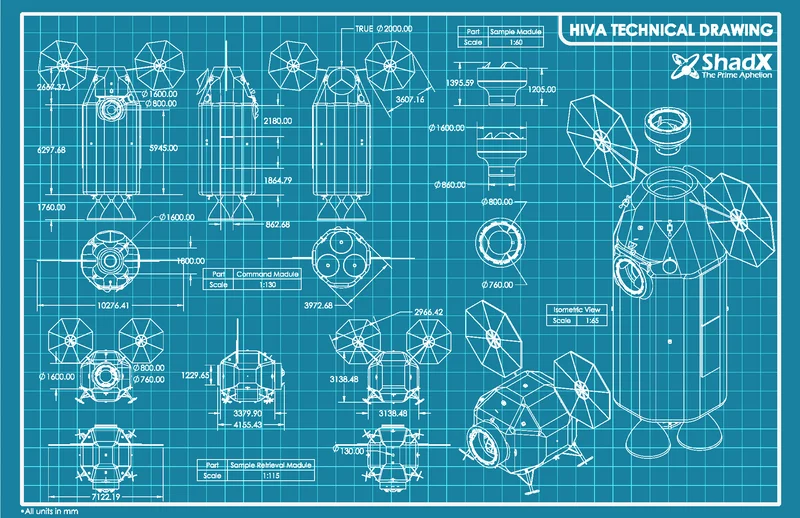 HIVA TECHNICAL DRAWING
ShadX
The Prime Aphelion
TRUE ∅2000.00
Part Sample Madule
Scale 1:60
2667.37
∅1600.00
∅800.00
6297.68
5945.00
1760.00
2180.00
1864.79
862.68
3607.16
1395.59
1205.00
∅1600.00
∅860.00
∅800.00
∅760.00
∅1600.00
1800.00
10276.41
Part Command Madule
Scale 1:130
3972.68
Isometric View
Scale 1:65
∅1600.00
∅800.00
∅760.00
1229.65
3379.90
4155.43
2966.42
3138.48
3138.48
7122.19
Part Sample Retrieval Madule
Scale 1:115
∅130.00
*All units in mm